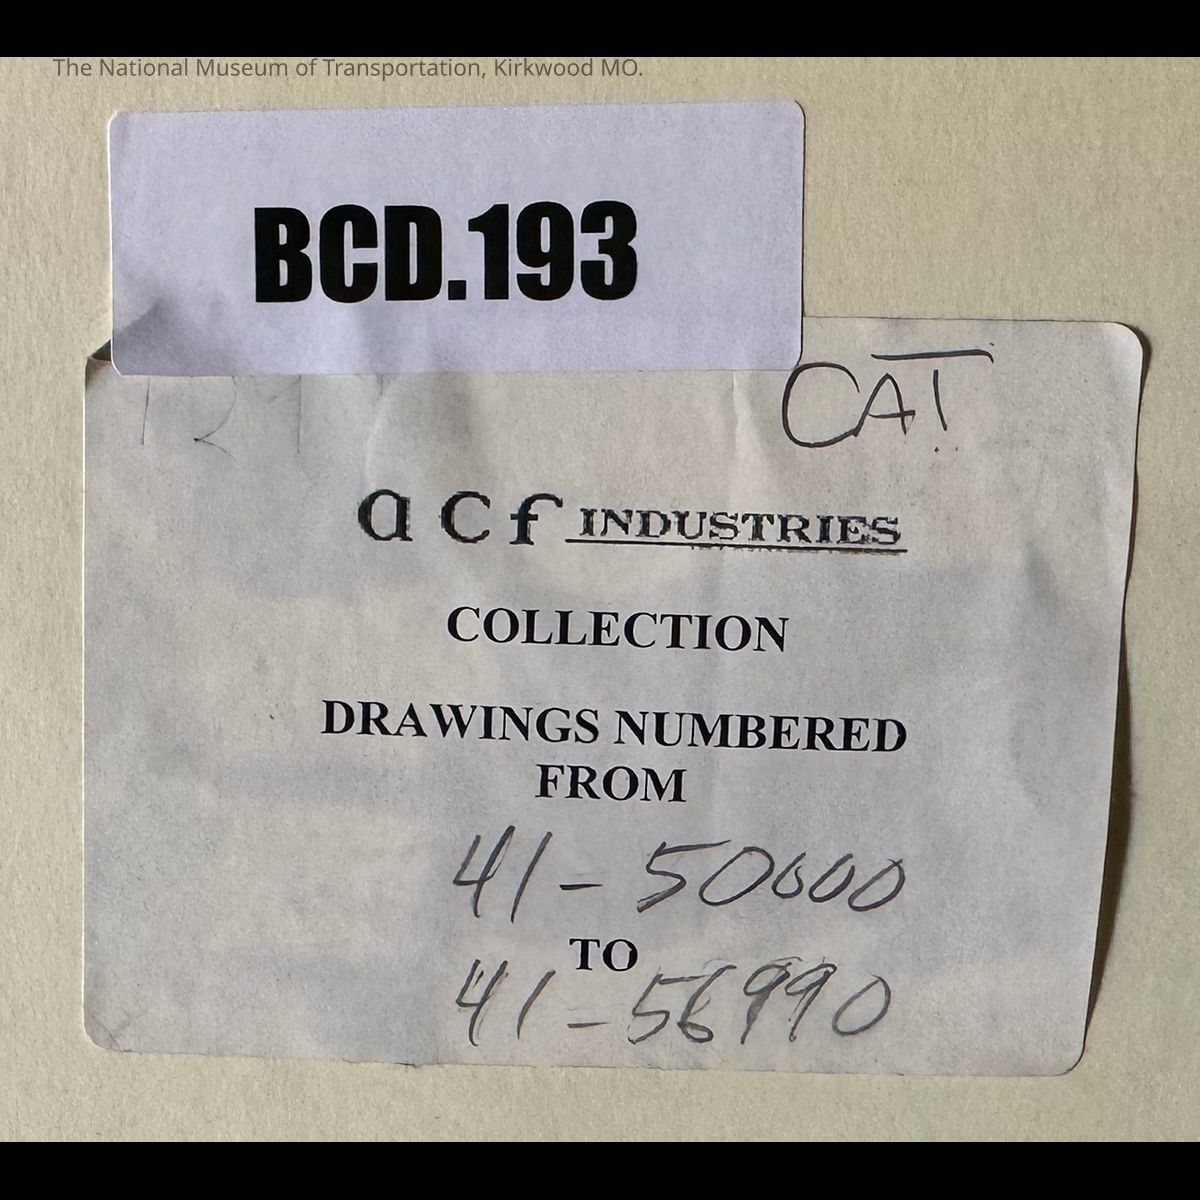 The National Museum of Transportation, Kirkwood MO.
BCD.193
CAT
acf INDUSTRIES
COLLECTION
DRAWINGS NUMBERED
FROM
41-50000
TO
41-56990